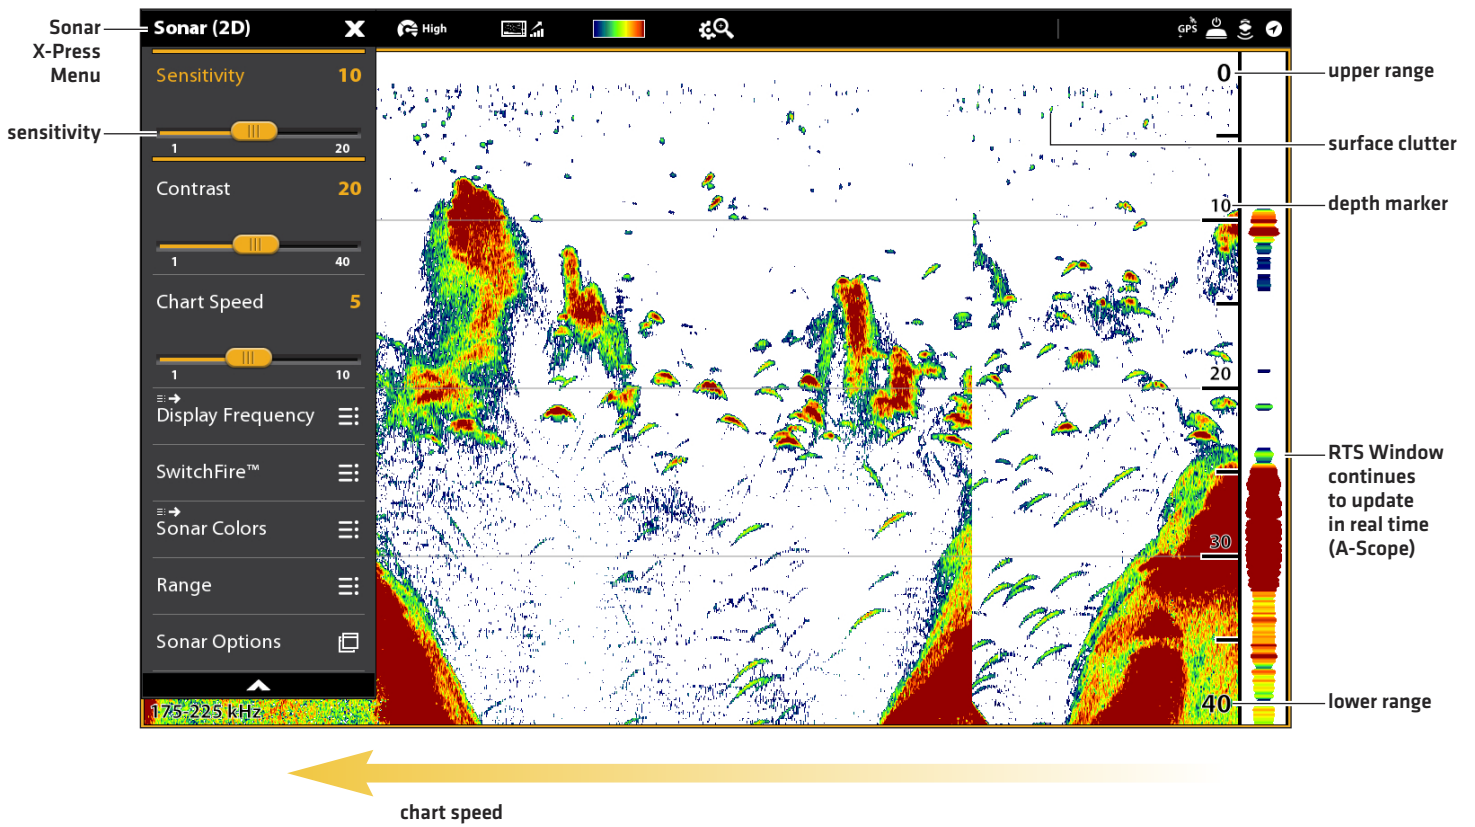 Sonar
X-Press
Menu
sensitivity
Sonar (2D)
X
High
GPS
Sensitivity 10
1 20
Contrast 20
1 40
Chart Speed 5
1 10
Display Frequency
SwitchFire™
Sonar Colors
Range
Sonar Options
175-225 kHz
0
10
20
30
40
upper range
surface clutter
depth marker
RTS Window
continues
to update
in real time
(A-Scope)
lower range
chart speed